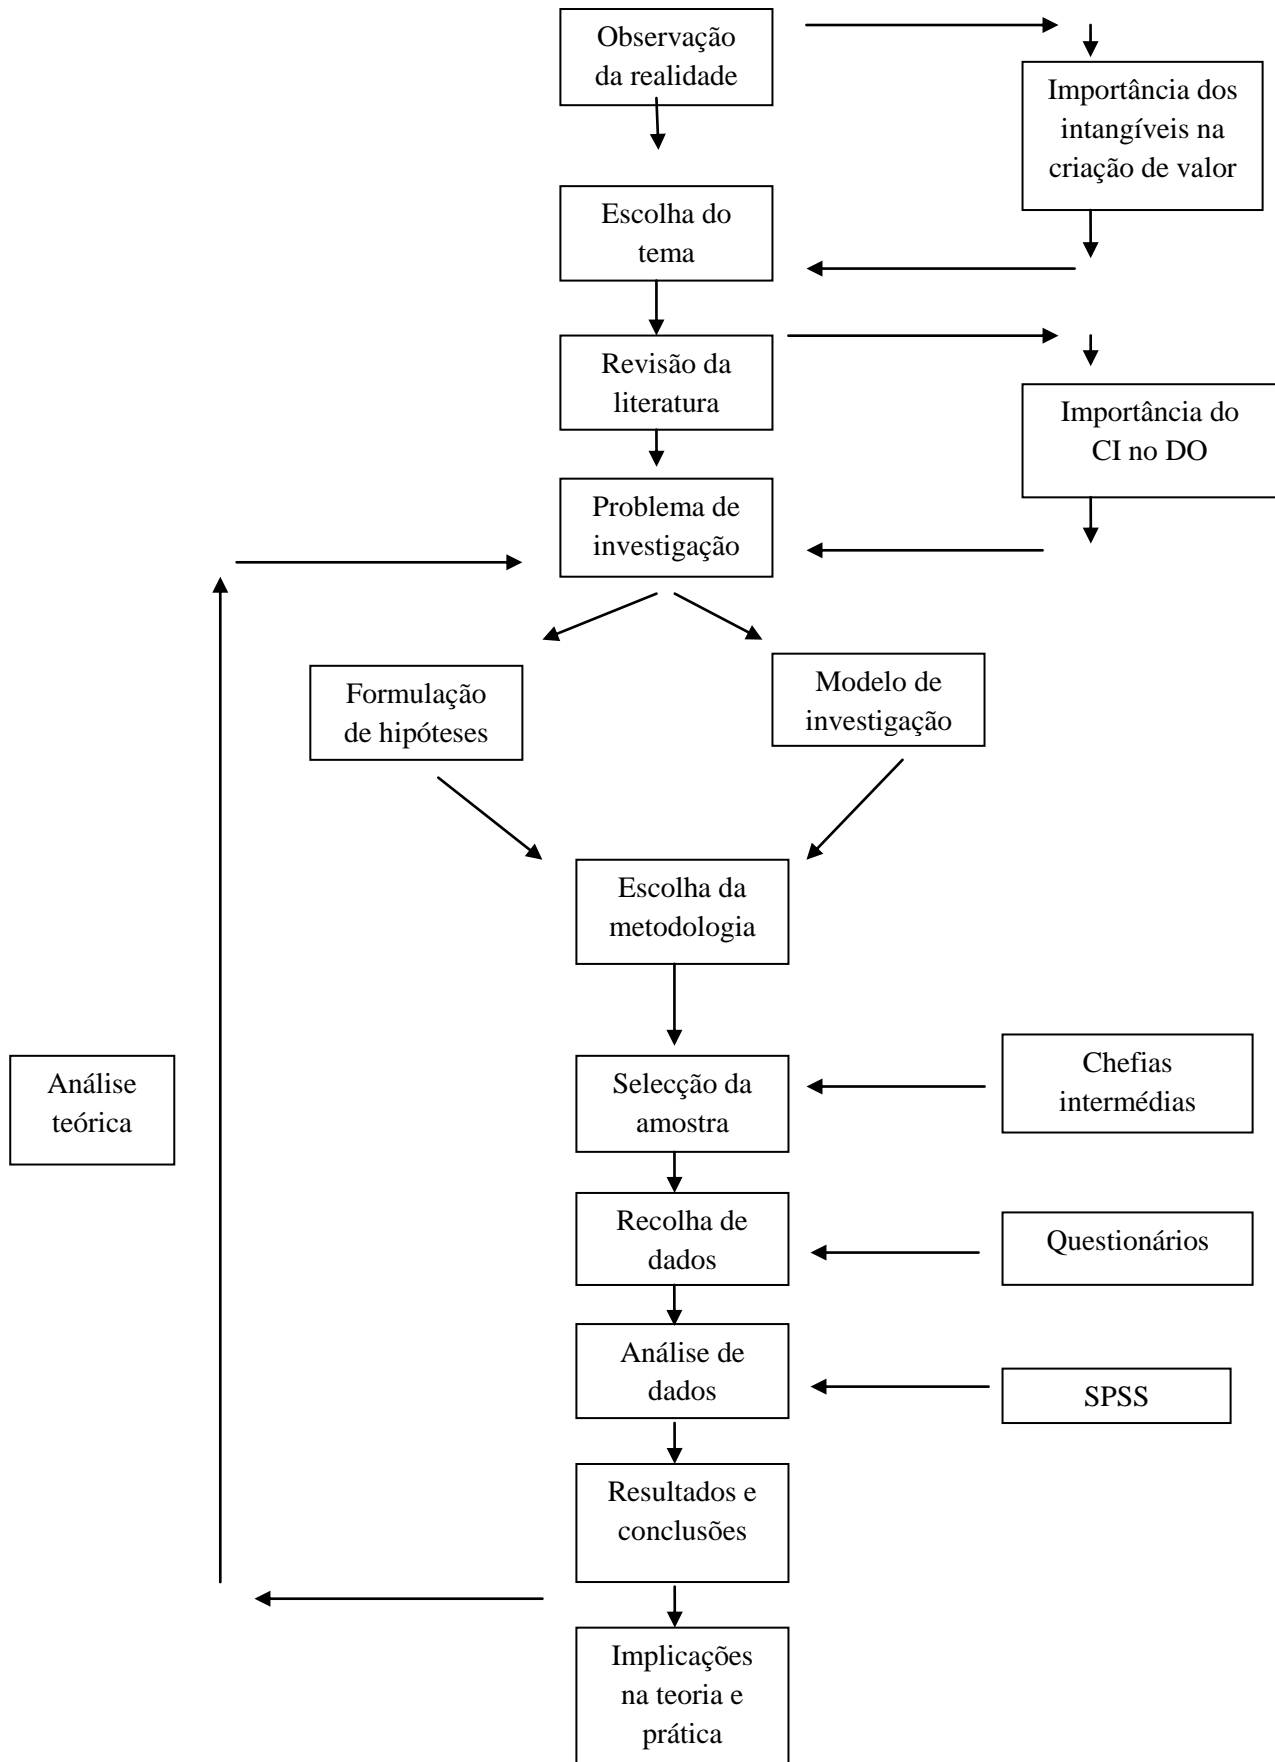 Observação
da realidade
Importância dos
intangíveis na
criação de valor
Escolha do
tema
Revisão da
literatura
Importância do
CI no DO
Problema de
investigação
Formulação
de hipóteses
Modelo de
investigação
Escolha da
metodologia
Análise
teórica
Selecção da
amostra
Chefias
intermédias
Recolha de
dados
Questionários
Análise de
dados
SPSS
Resultados e
conclusões
Implicações
na teoria e
prática